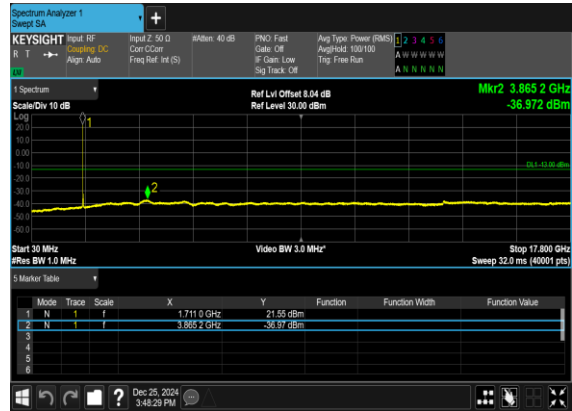 Spectrum Analyzer 1
Swept SA
+
KEYSIGHT Input: RF Input Z: 50 Ω #Atten: 40 dB PNO: Fast Avg Type: Power (RMS) 1 2 3 4 5 6
R T Coupling: DC Corr CCorr Gate: Off Avg|Hold: 100/100 A W W W W W
Align: Auto Freq Ref: Int (S) IF Gain: Low Trig: Free Run A N N N N N
Sig Track: Off
1 Spectrum Ref Lvl Offset 8.04 dB Mkr2 3.865 2 GHz
Scale/Div 10 dB Ref Level 30.00 dBm -36.972 dBm
Log
20.0
10.0
0.00
-10.0
-20.0
-30.0
-40.0
-50.0
-60.0
1
DL1 -13.00 dBm
2
Start 30 MHz Video BW 3.0 MHz* Stop 17.800 GHz
#Res BW 1.0 MHz Sweep 32.0 ms (40001 pts)
5 Marker Table
Mode Trace Scale X Y Function Function Width Function Value
1 N 1 f 1.711 0 GHz 21.55 dBm
2 N 1 f 3.865 2 GHz -36.97 dBm
3
4
5
6
? Dec 25, 2024
3:48:29 PM